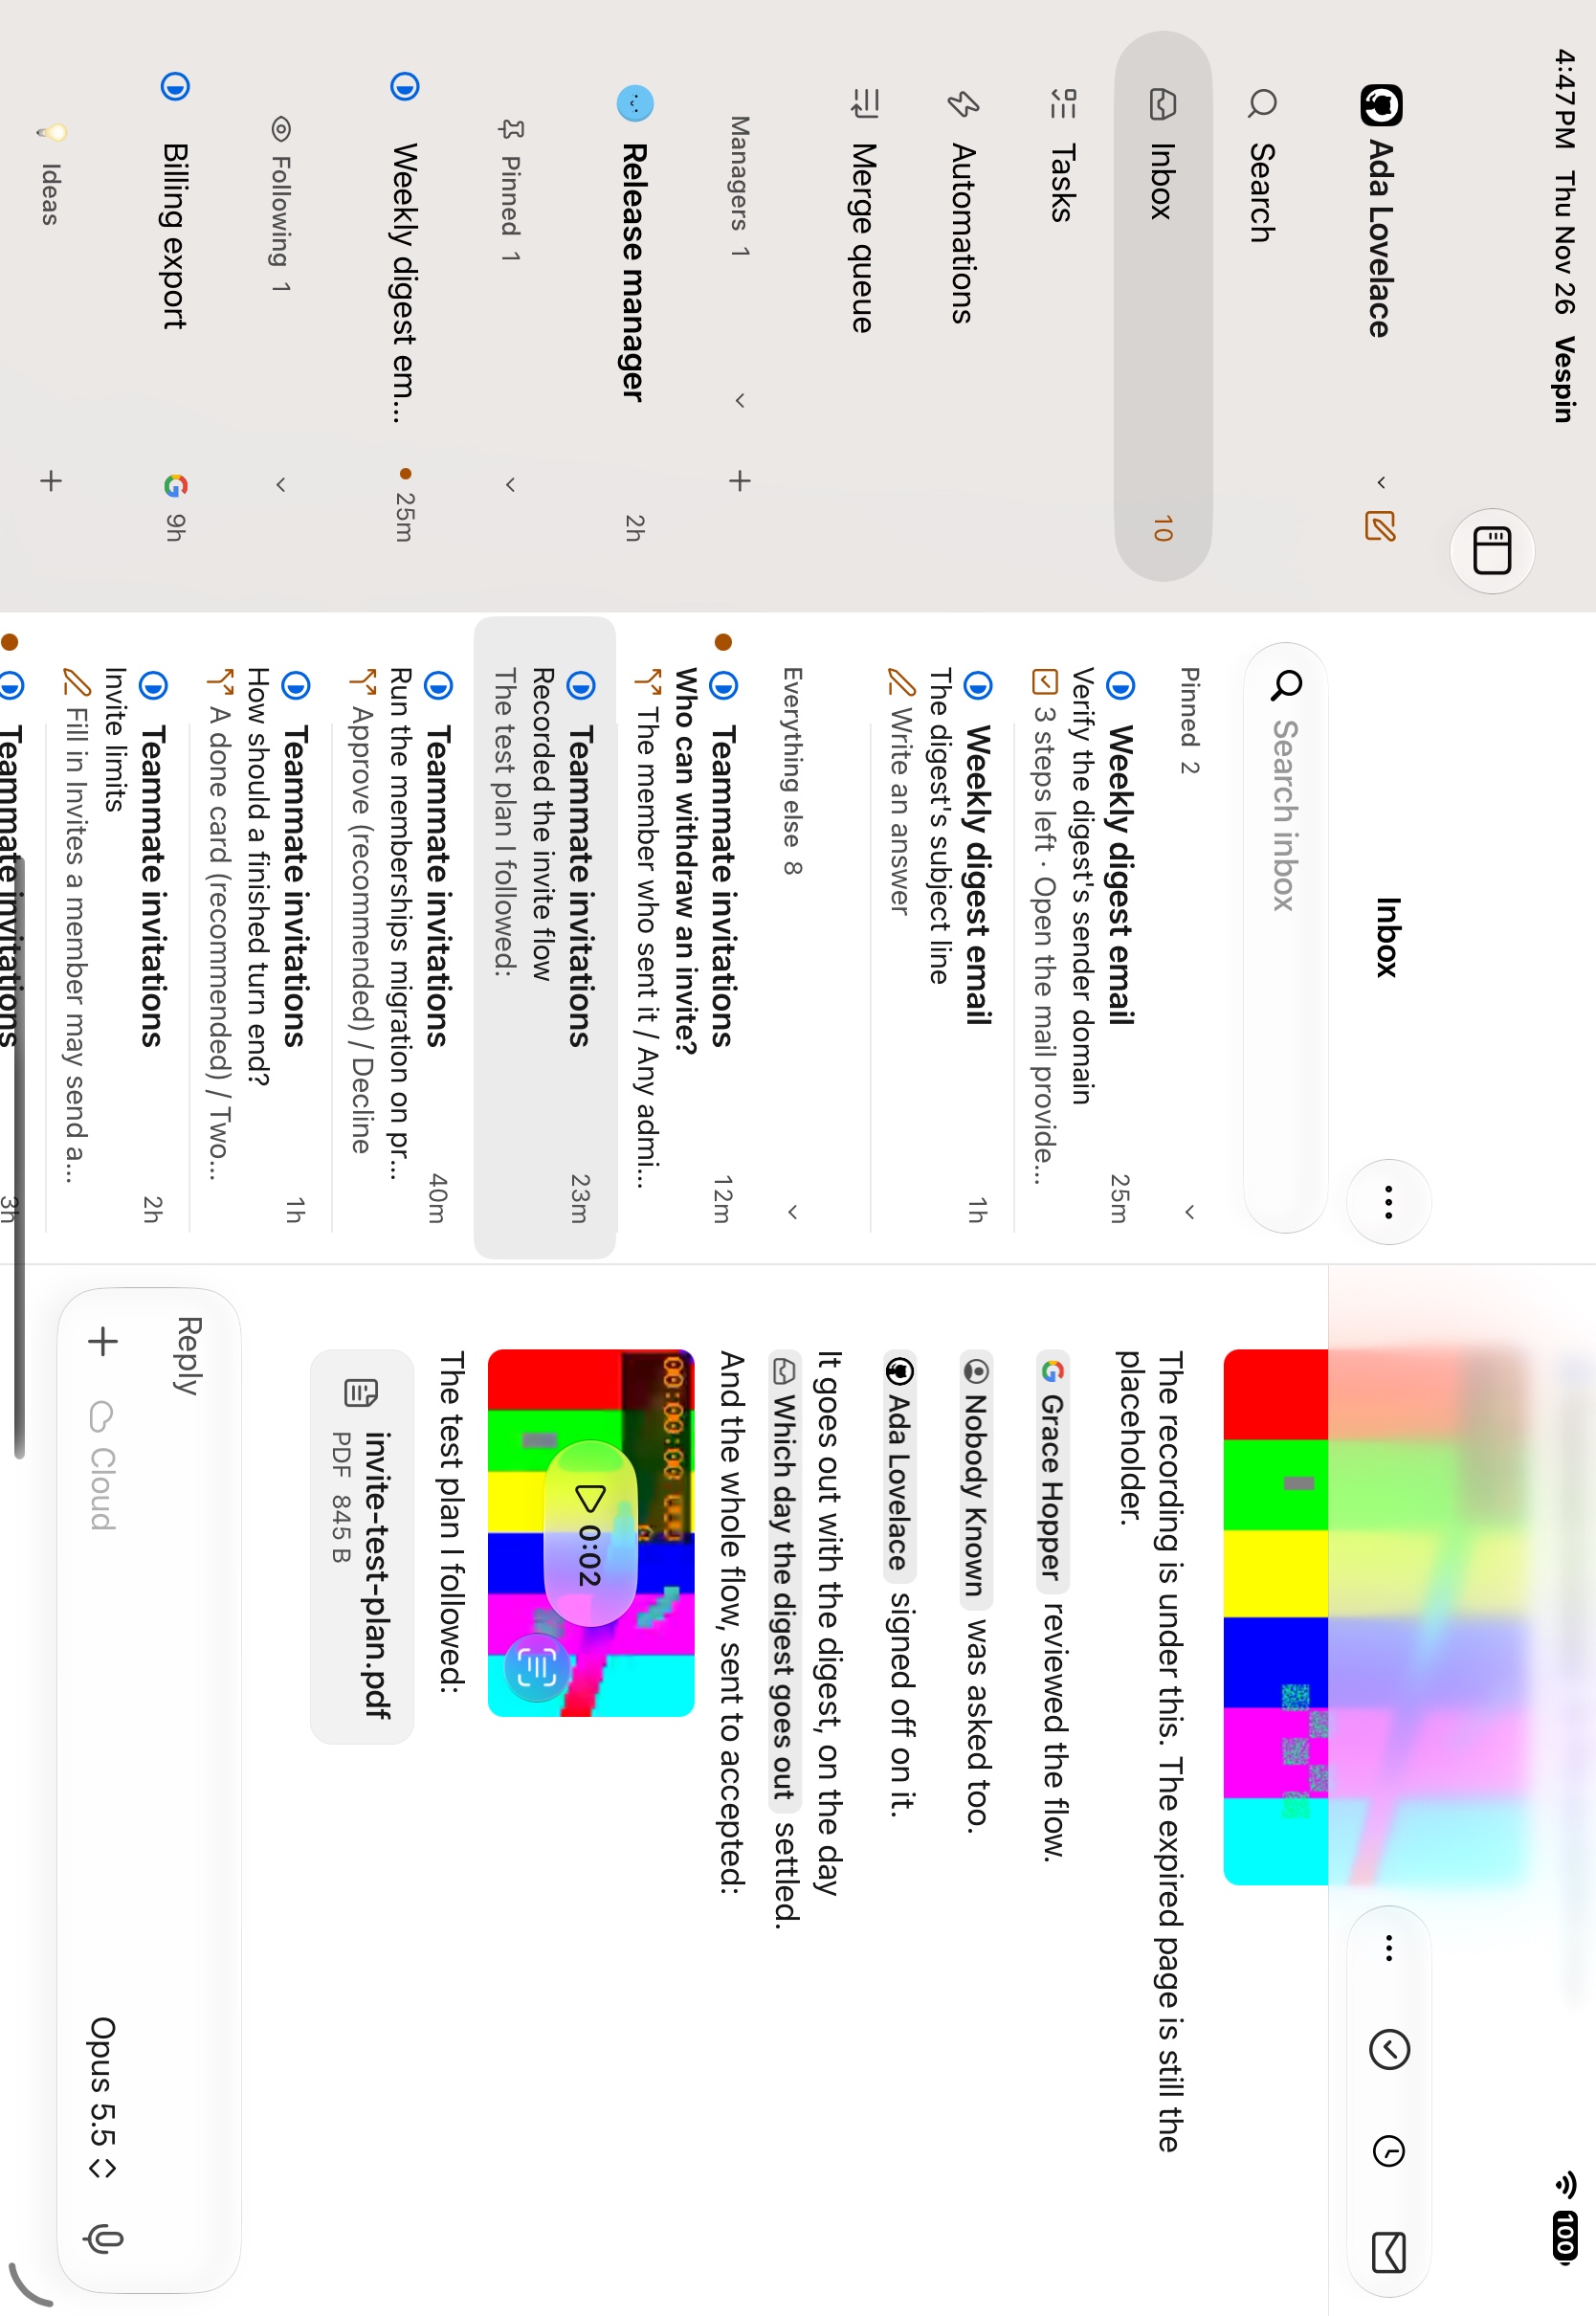 4:47 PM Thu Nov 26 Vespin
100
Ada Lovelace
Search
Inbox 10
Tasks
Automations
Merge queue
Managers 1
Release manager 2h
Pinned 1
Weekly digest em... 25m
Following 1
Billing export 9h
Ideas
Inbox
Search inbox
Pinned 2
Weekly digest email 25m
Verify the digest's sender domain
3 steps left · Open the mail provide...
Weekly digest email 1h
The digest's subject line
Write an answer
Everything else 8
Teammate invitations 12m
Who can withdraw an invite?
The member who sent it / Any admi...
Teammate invitations 23m
Recorded the invite flow
The test plan I followed:
Teammate invitations 40m
Run the memberships migration on pr...
Approve (recommended) / Decline
Teammate invitations 1h
How should a finished turn end?
A done card (recommended) / Two...
Teammate invitations 2h
Invite limits
Fill in Invites a member may send a...
Teammate invitations 3h
The recording is under this. The expired page is still the
placeholder.
Grace Hopper reviewed the flow.
Nobody Known was asked too.
Ada Lovelace signed off on it.
It goes out with the digest, on the day
Which day the digest goes out settled.
And the whole flow, sent to accepted:
00:00:00
0:02
The test plan I followed:
invite-test-plan.pdf
PDF 845 B
Reply
Cloud
Opus 5.5